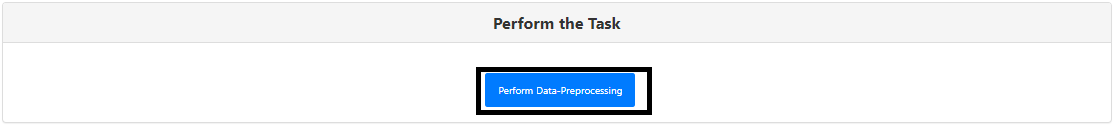 Perform the Task
Perform Data-Preprocessing